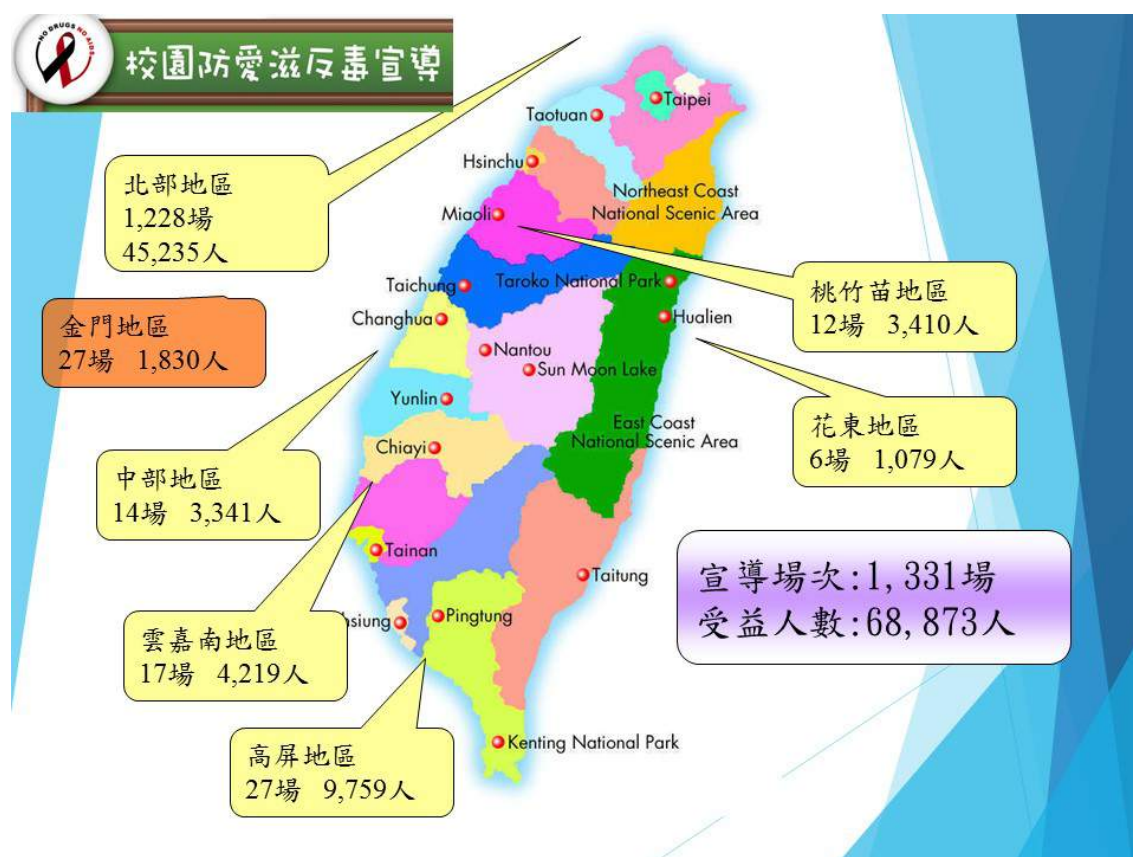 NO DRUGS NO AIDS
校園防愛滋反毒宣導
北部地區
1,228場
45,235人
金門地區
27場 1,830人
中部地區
14場 3,341人
雲嘉南地區
17場 4,219人
高屏地區
27場 9,759人
桃竹苗地區
12場 3,410人
花東地區
6場 1,079人
宣導場次:1,331場
受益人數:68,873人
Taipei
Taotuan
Hsinchu
Northeast Coast
National Scenic Area
Miaoli
Taichung
Taroko National Park
Changhua
Hualien
Nantou
Sun Moon Lake
Yunlin
East Coast
National Scenic Area
Chiayi
Tainan
Taitung
hsiung
Pingtung
Kenting National Park